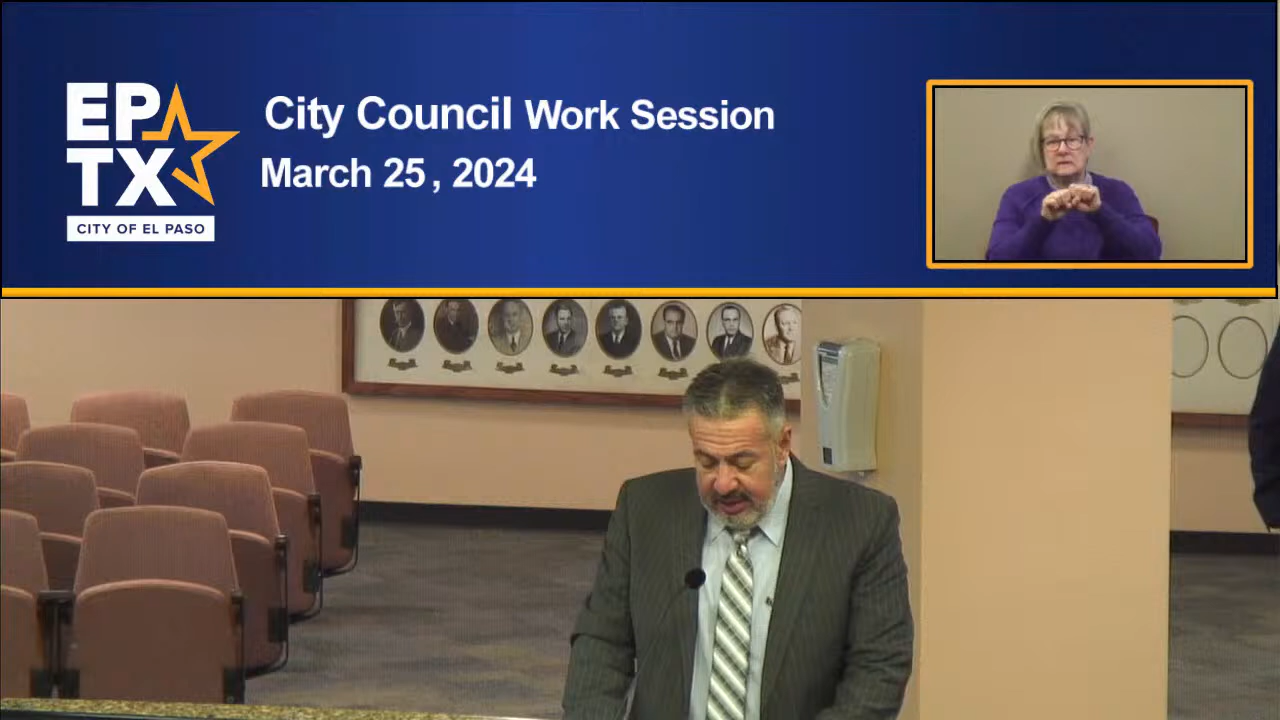 EP
TX
CITY OF EL PASO
City Council Work Session
March 25, 2024